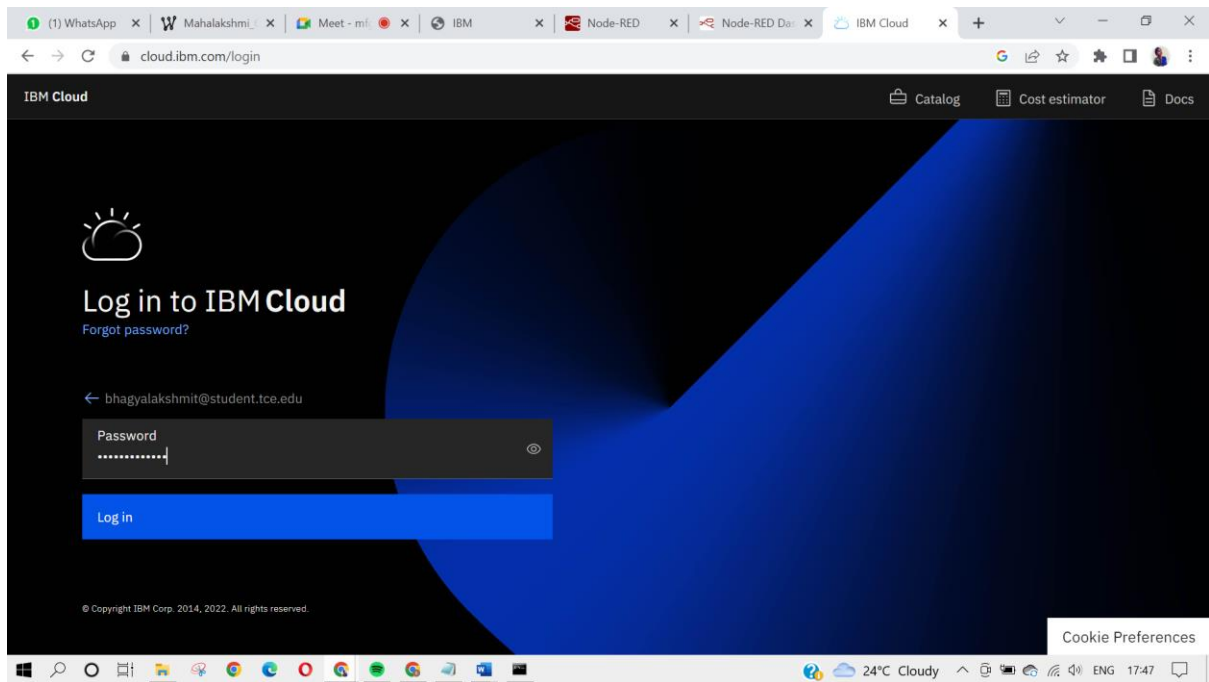 (1) WhatsApp
Mahalakshmi_
Meet - mf
IBM
Node-RED
Node-RED Da
IBM Cloud
cloud.ibm.com/login
IBM Cloud
Catalog
Cost estimator
Docs
Log in to IBM Cloud
Forgot password?
← bhagyalakshmit@student.tce.edu
Password
•••••••••••••
Log in
© Copyright IBM Corp. 2014, 2022. All rights reserved.
Cookie Preferences
24°C Cloudy
ENG
17:47